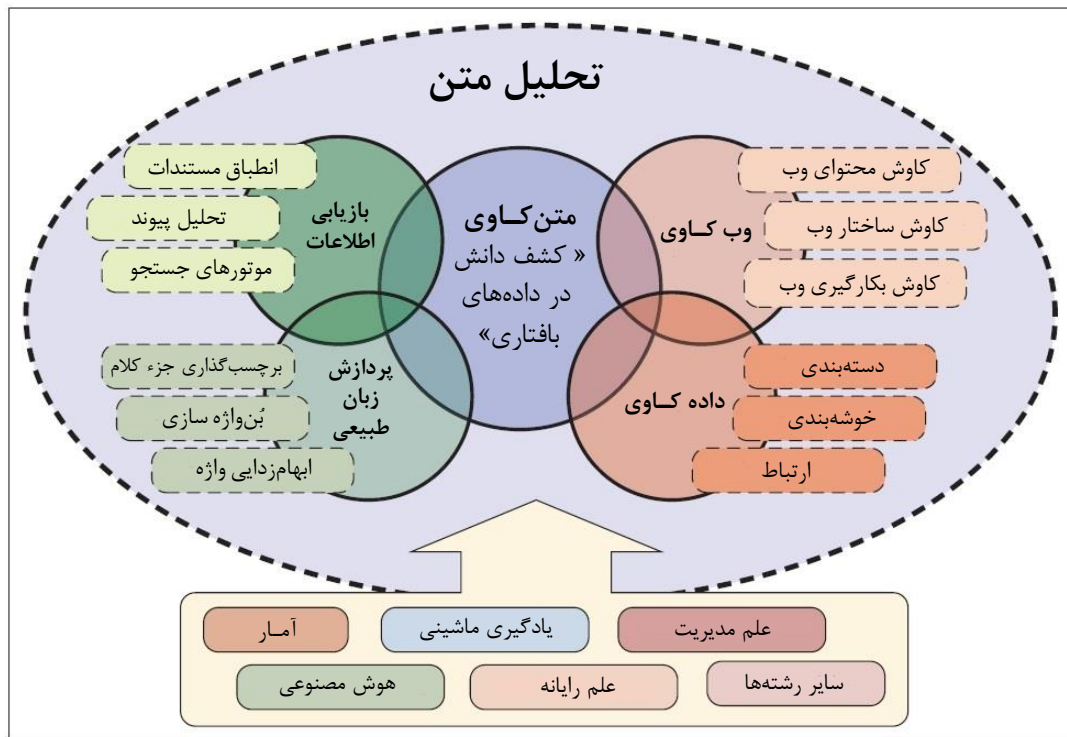 تحلیل متن
بازیابی
اطلاعات
انطباق مستندات
تحلیل پیوند
موتورهای جستجو
متن‌کـاوی
« کشف دانش
در داده‌های
بافتاری»
وب کـاوی
کاوش محتوای وب
کاوش ساختار وب
کاوش بکارگیری وب
پردازش
زبان
طبیعی
برچسب‌گذاری جزء کلام
بُن‌واژه سازی
ابهام‌زدایی واژه
داده کـاوی
دسته‌بندی
خوشه‌بندی
ارتباط
علم مدیریت
یادگیری ماشینی
آمـار
سایر رشته‌ها
علم رایانه
هوش مصنوعی